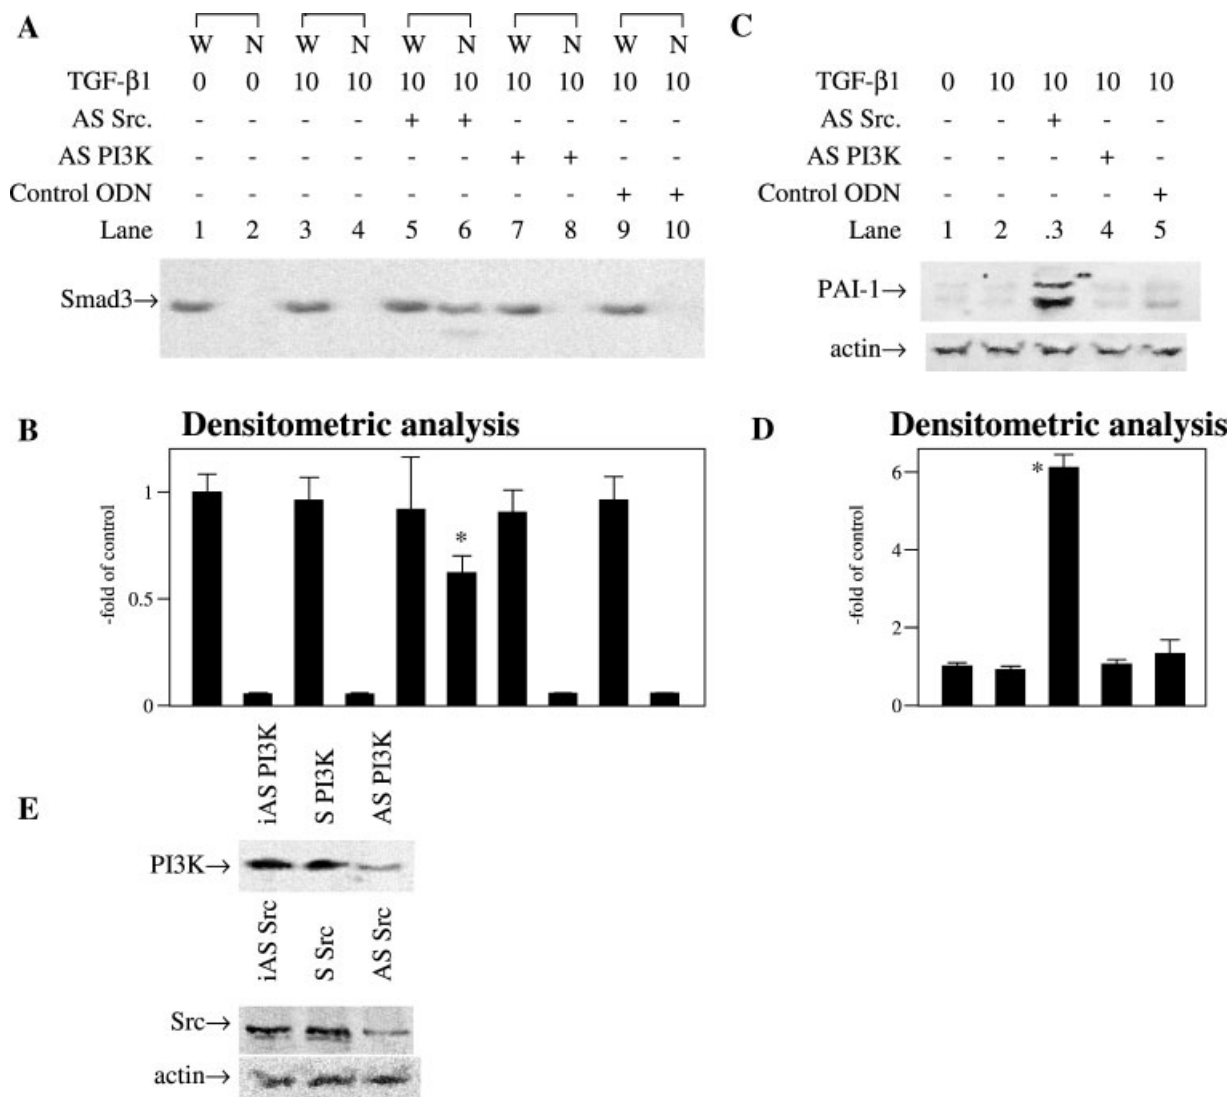 A
W N W N W N W N W N
TGF-β1 0 0 10 10 10 10 10 10 10 10
AS Src. - - - - + + - - - -
AS PI3K - - - - - - + + - -
Control ODN - - - - - - - - + +
Lane 1 2 3 4 5 6 7 8 9 10
Smad3→
C
TGF-β1 0 10 10 10 10
AS Src. - - + - -
AS PI3K - - - + -
Control ODN - - - - +
Lane 1 2 .3 4 5
PAI-1→
actin→
B
Densitometric analysis
-fold of control
1
0.5
0
*
D
Densitometric analysis
-fold of control
6
4
2
0
*
E
iAS PI3K
S PI3K
AS PI3K
PI3K→
iAS Src
S Src
AS Src
Src→
actin→